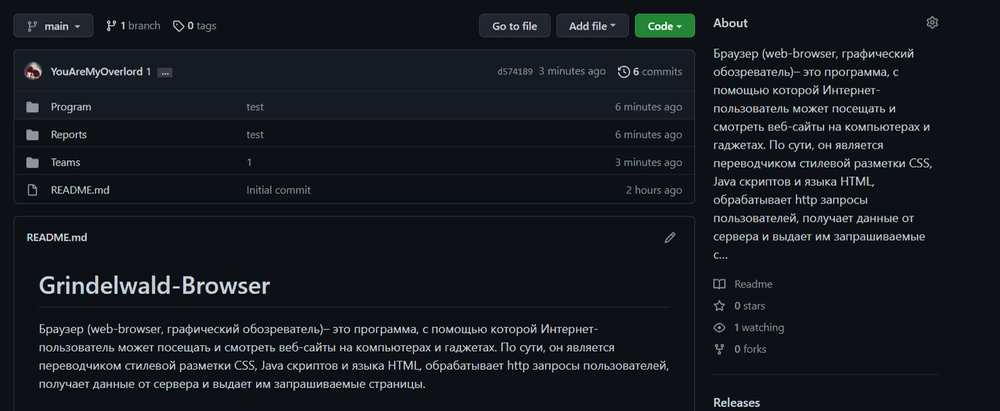 main 1 branch 0 tags Go to file Add file Code
YouAreMyOverlord 1 ... d574189 3 minutes ago 6 commits
Program test 6 minutes ago
Reports test 6 minutes ago
Teams 1 3 minutes ago
README.md Initial commit 2 hours ago
README.md
Grindelwald-Browser
Браузер (web-browser, графический обозреватель)– это программа, с помощью которой Интернет-
пользователь может посещать и смотреть веб-сайты на компьютерах и гаджетах. По сути, он является
переводчиком стилевой разметки CSS, Java скриптов и языка HTML, обрабатывает http запросы пользователей,
получает данные от сервера и выдает им запрашиваемые страницы.
About
Браузер (web-browser, графический
обозреватель)– это программа, с
помощью которой Интернет-
пользователь может посещать и
смотреть веб-сайты на компьютерах и
гаджетах. По сути, он является
переводчиком стилевой разметки CSS,
Java скриптов и языка HTML,
обрабатывает http запросы
пользователей, получает данные от
сервера и выдает им запрашиваемые
с...
Readme
0 stars
1 watching
0 forks
Releases